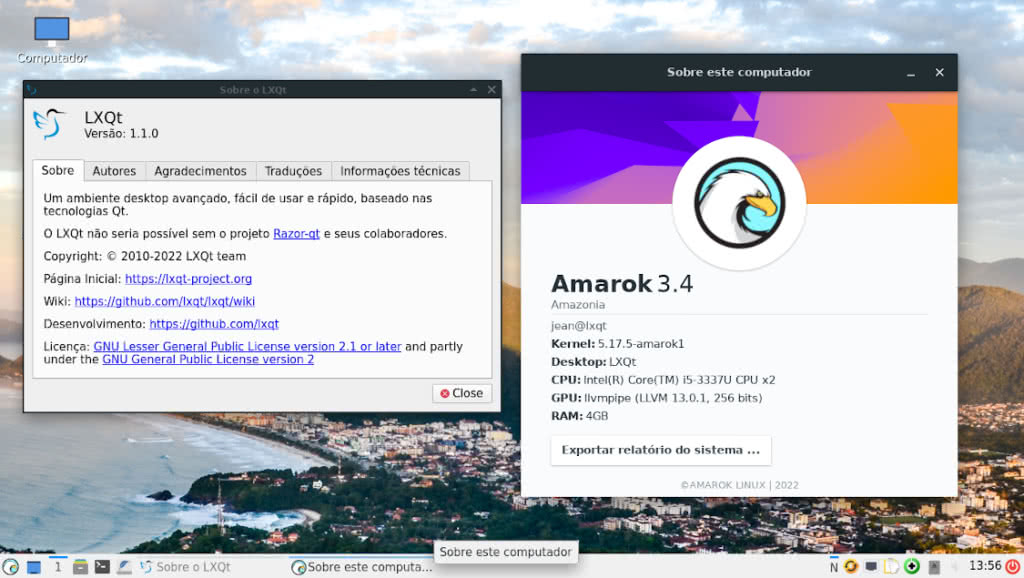 Computador
Sobre o LXQt
LXQt
Versão: 1.1.0
Sobre
Autores
Agradecimentos
Traduções
Informações técnicas
Um ambiente desktop avançado, fácil de usar e rápido, baseado nas
tecnologias Qt.
O LXQt não seria possível sem o projeto Razor-qt e seus colaboradores.
Copyright: © 2010-2022 LXQt team
Página Inicial: https://lxqt-project.org
Wiki: https://github.com/lxqt/lxqt/wiki
Desenvolvimento: https://github.com/lxqt
Licença: GNU Lesser General Public License version 2.1 or later and partly
under the GNU General Public License version 2
Close
Sobre este computador
Amarok 3.4
Amazonia
jean@lxqt
Kernel: 5.17.5-amarok1
Desktop: LXQt
CPU: Intel(R) Core(TM) i5-3337U CPU x2
GPU: llvmpipe (LLVM 13.0.1, 256 bits)
RAM: 4GB
Exportar relatório do sistema ...
©AMAROK LINUX | 2022
Sobre este computador
1
Sobre o LXQt
Sobre este computa...
N
13:56